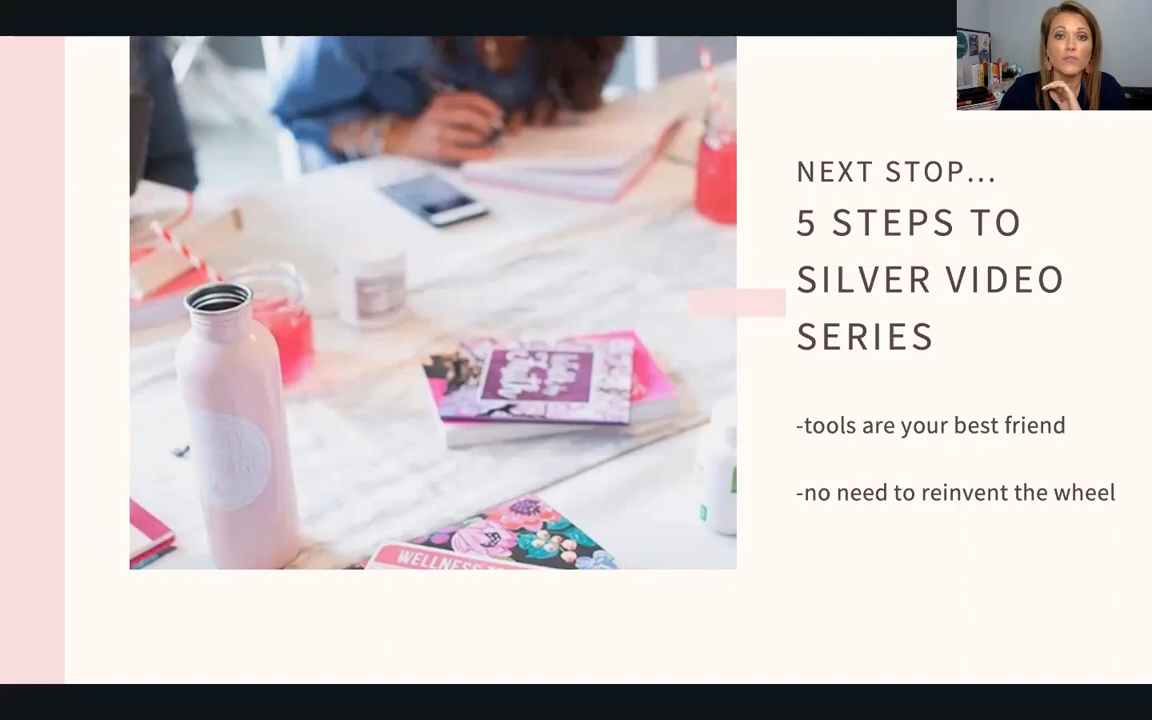 NEXT STOP...
5 STEPS TO
SILVER VIDEO
SERIES
-tools are your best friend
-no need to reinvent the wheel
WELLNESS